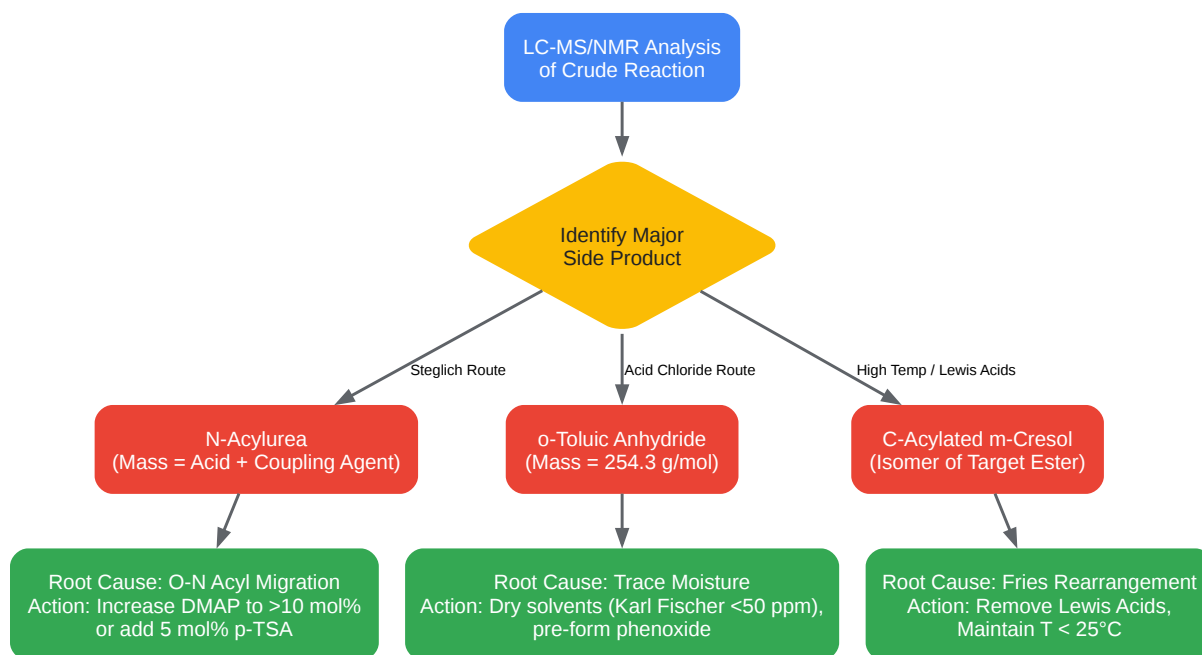 LC-MS/NMR Analysis
of Crude Reaction
Identify Major
Side Product
Steglich Route
Acid Chloride Route
High Temp / Lewis Acids
N-Acylurea
(Mass = Acid + Coupling Agent)
o-Toluic Anhydride
(Mass = 254.3 g/mol)
C-Acylated m-Cresol
(Isomer of Target Ester)
Root Cause: O-N Acyl Migration
Action: Increase DMAP to >10 mol%
or add 5 mol% p-TSA
Root Cause: Trace Moisture
Action: Dry solvents (Karl Fischer <50 ppm),
pre-form phenoxide
Root Cause: Fries Rearrangement
Action: Remove Lewis Acids,
Maintain T < 25°C